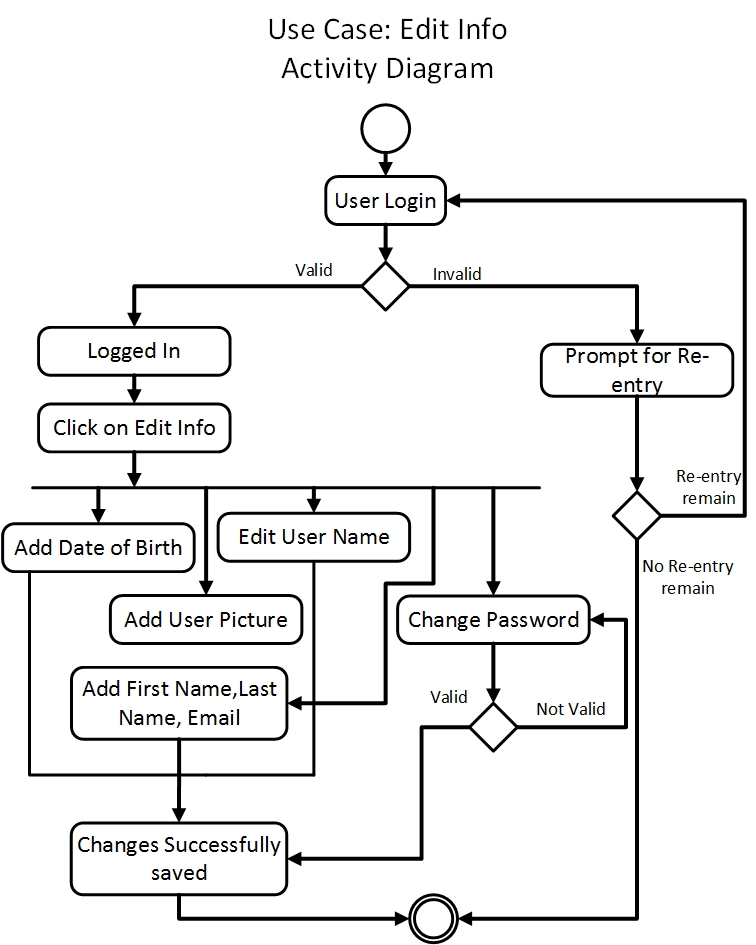 Use Case: Edit Info
Activity Diagram
User Login
Valid
Invalid
Logged In
Prompt for Re-
entry
Click on Edit Info
Re-entry
remain
Add Date of Birth
Edit User Name
No Re-entry
remain
Add User Picture
Change Password
Add First Name,Last
Name, Email
Valid
Not Valid
Changes Successfully
saved